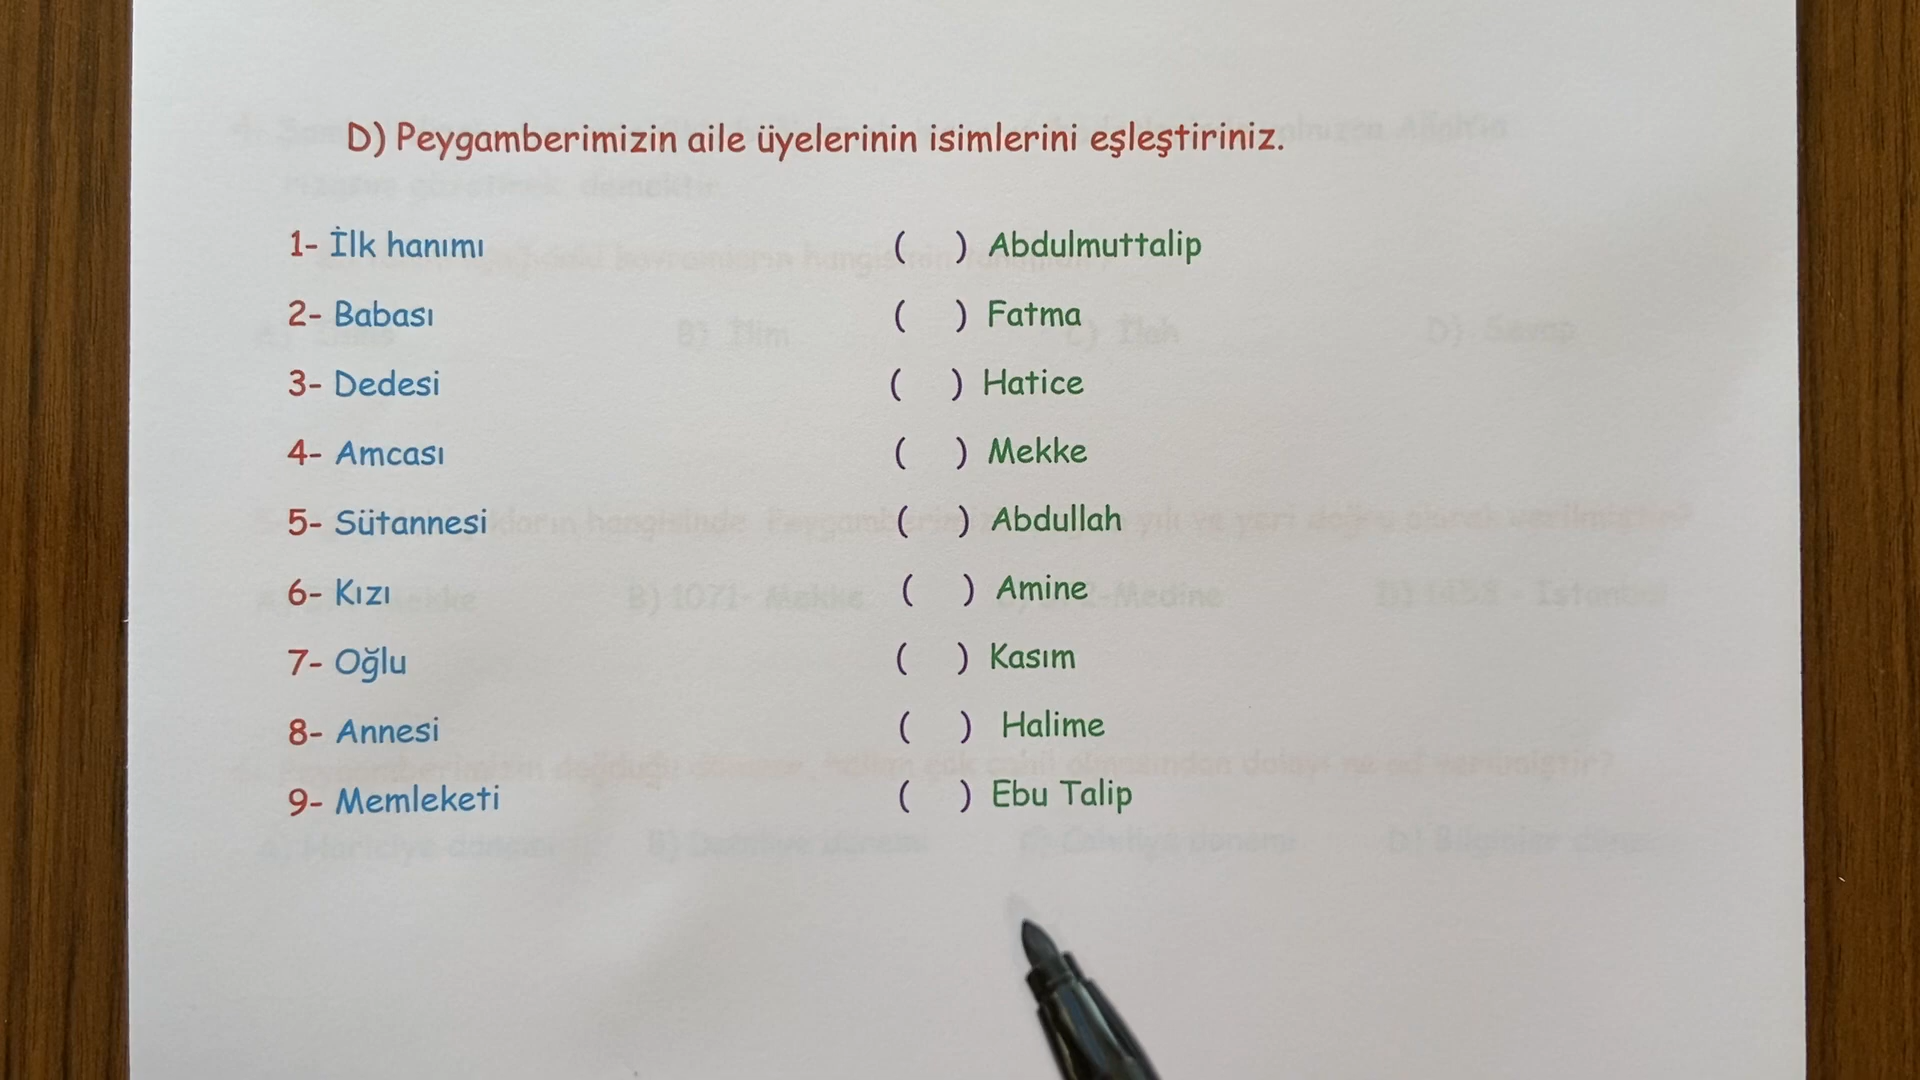 D) Peygamberimizin aile üyelerinin isimlerini eşleştiriniz.
1- İlk hanımı ( ) Abdulmuttalip
2- Babası ( ) Fatma
3- Dedesi ( ) Hatice
4- Amcası ( ) Mekke
5- Sütannesi ( ) Abdullah
6- Kızı ( ) Amine
7- Oğlu ( ) Kasım
8- Annesi ( ) Halime
9- Memleketi ( ) Ebu Talip